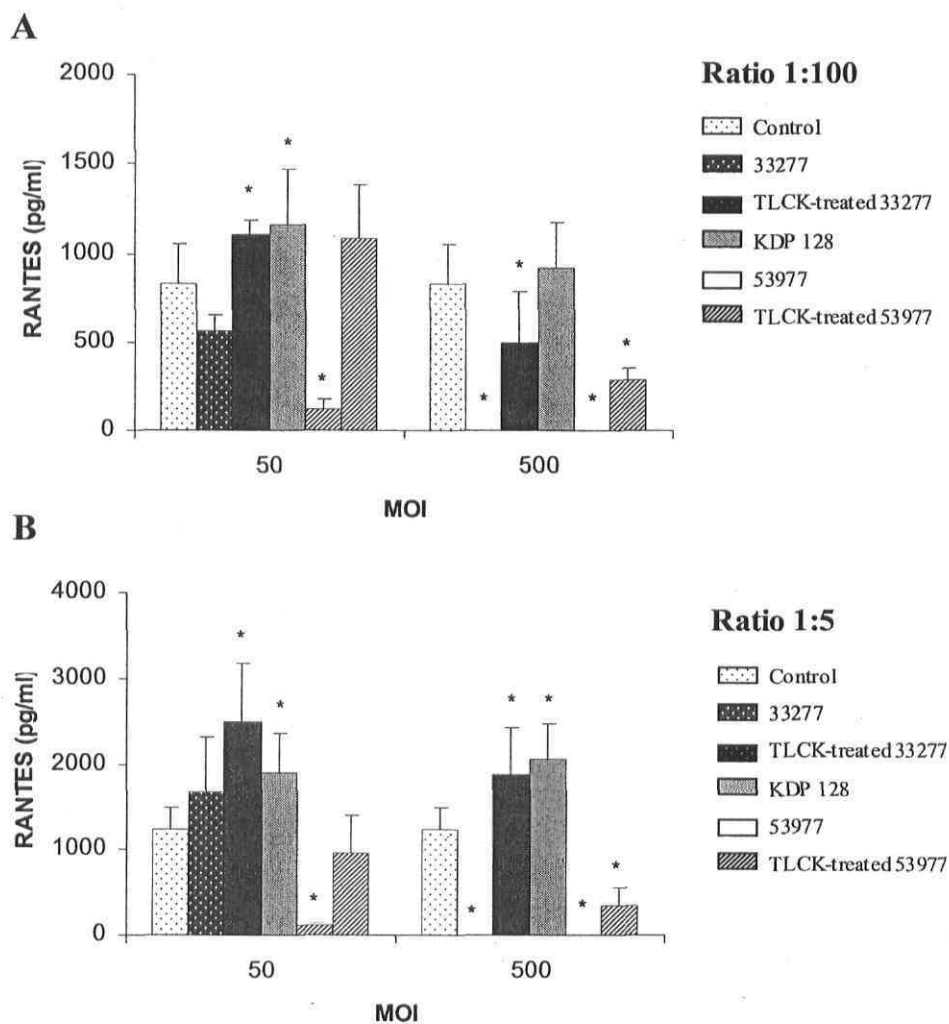 A
2000
1500
1000
500
0
RANTES (pg/ml)
* * * * * * *
50 500
MOI
Ratio 1:100
Control
33277
TLCK-treated 33277
KDP 128
53977
TLCK-treated 53977
B
4000
3000
2000
1000
0
RANTES (pg/ml)
* * * * * * * *
50 500
MOI
Ratio 1:5
Control
33277
TLCK-treated 33277
KDP 128
53977
TLCK-treated 53977